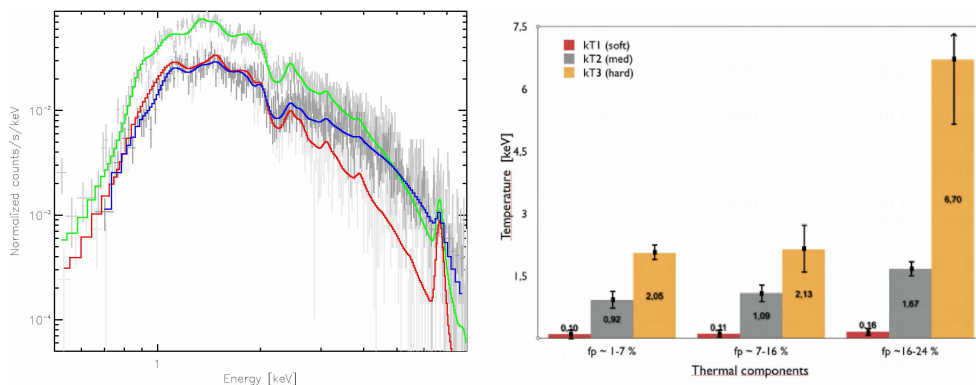 Normalized counts/s/keV
10⁻²
10⁻³
10⁻⁴
1
Energy [keV]
kT1 (soft)
kT2 (med)
kT3 (hard)
Temperature [keV]
7,5
6
4,5
3
1,5
0,10
0,92
2,05
0,11
1,09
2,13
0,16
1,67
6,70
fp ~ 1-7 %
fp ~ 7-16 %
fp ~16-24 %
Thermal components